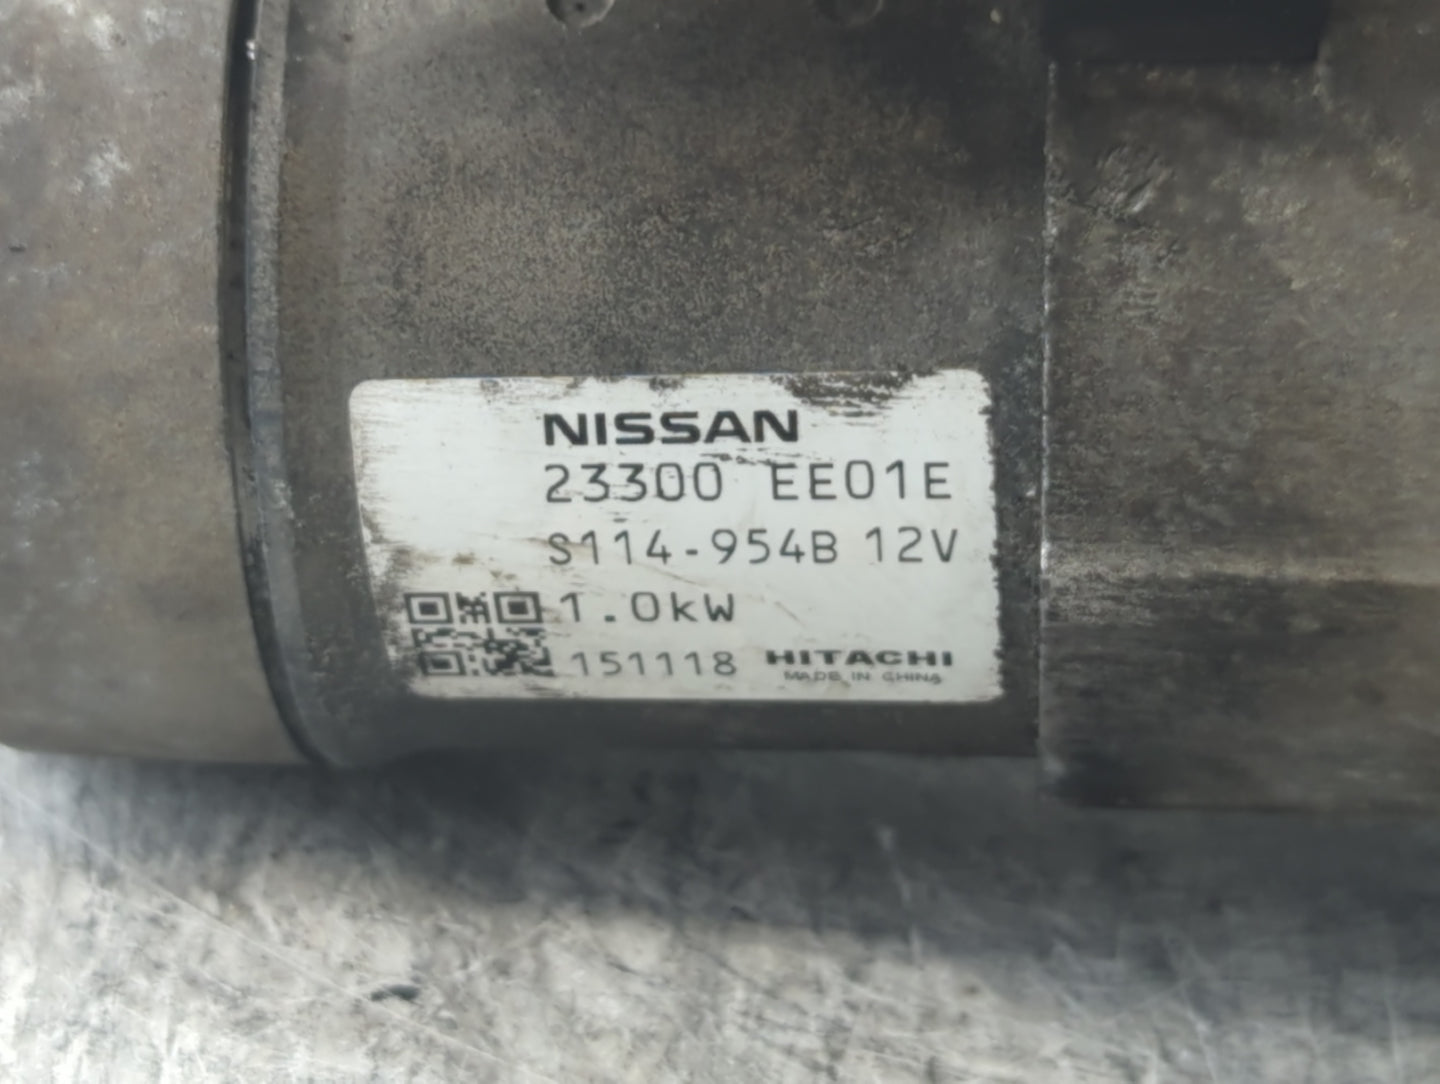 NISSAN
23300 EE01E
S114-954B 12V
1.0kW
151118 HITACHI
MADE IN CHINA